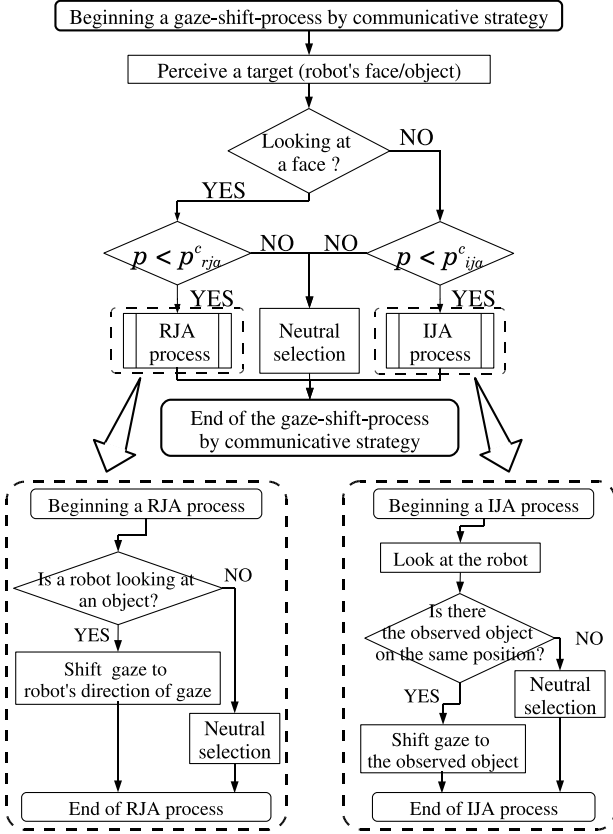 Beginning a gaze-shift-process by communicative strategy
Perceive a target (robot's face/object)
Looking at
a face ?
NO
YES
p < p^c_rja
NO
NO
p < p^c_ija
YES
YES
RJA
process
Neutral
selection
IJA
process
End of the gaze-shift-process
by communicative strategy
Beginning a RJA process
Is a robot looking at
an object?
NO
YES
Shift gaze to
robot's direction of gaze
Neutral
selection
End of RJA process
Beginning a IJA process
Look at the robot
Is there
the observed object
on the same position?
NO
YES
Neutral
selection
Shift gaze to
the observed object
End of IJA process